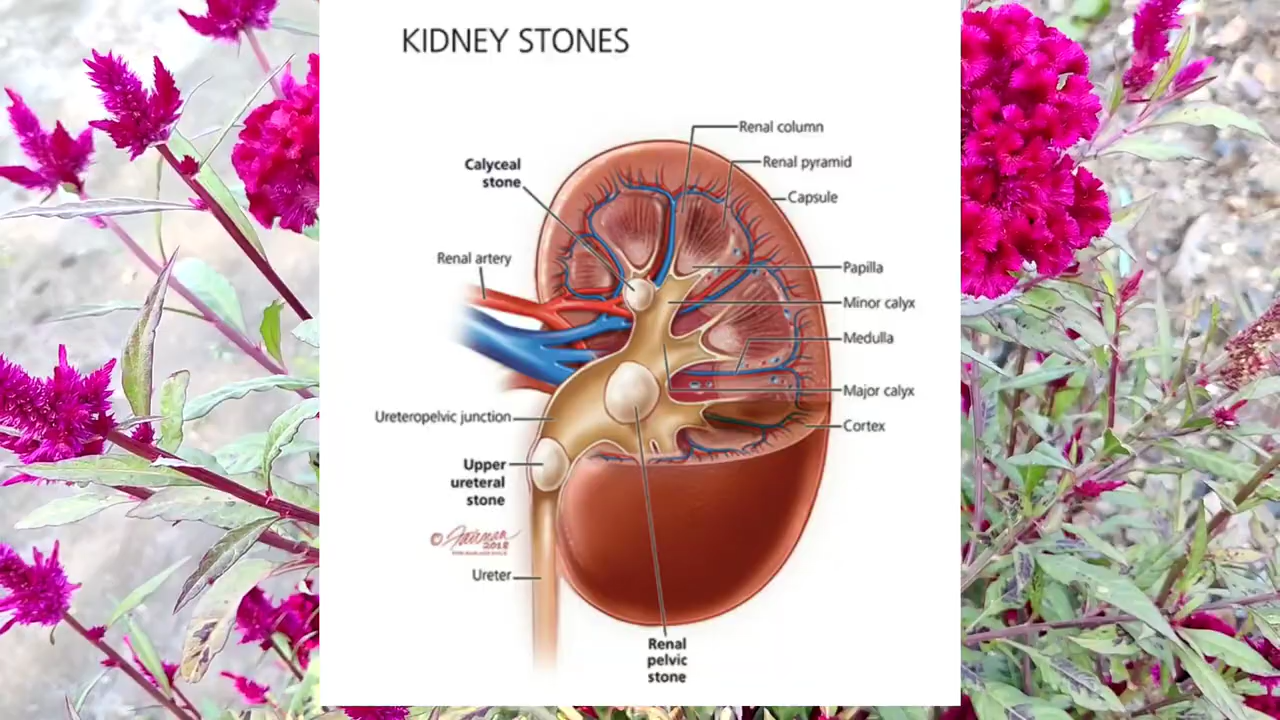 KIDNEY STONES
Renal column
Renal pyramid
Calyceal
stone
Capsule
Renal artery
Papilla
Minor calyx
Medulla
Major calyx
Ureteropelvic junction
Cortex
Upper
ureteral
stone
2018
Ureter
Renal
pelvic
stone